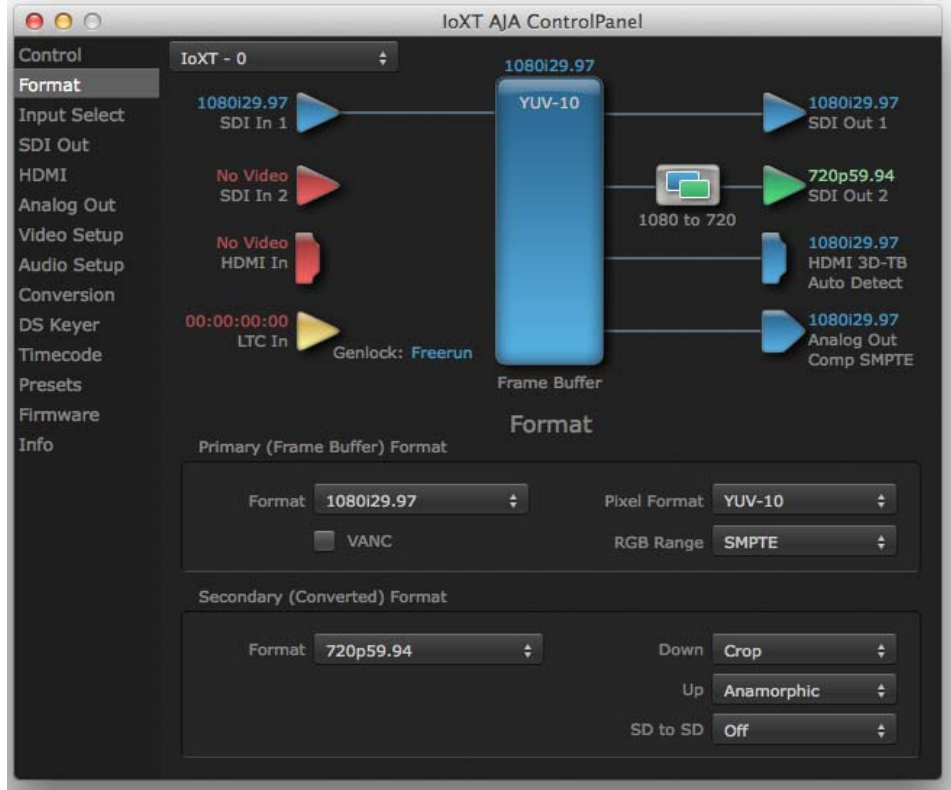 IoXT AJA ControlPanel
Control
Format
Input Select
SDI Out
HDMI
Analog Out
Video Setup
Audio Setup
Conversion
DS Keyer
Timecode
Presets
Firmware
Info
IoXT - 0
1080i29.97
YUV-10
Frame Buffer
1080i29.97
SDI In 1
No Video
SDI In 2
No Video
HDMI In
00:00:00:00
LTC In
Genlock: Freerun
1080 to 720
1080i29.97
SDI Out 1
720p59.94
SDI Out 2
1080i29.97
HDMI 3D-TB
Auto Detect
1080i29.97
Analog Out
Comp SMPTE
Format
Primary (Frame Buffer) Format
Format 1080i29.97
Pixel Format YUV-10
VANC
RGB Range SMPTE
Secondary (Converted) Format
Format 720p59.94
Down Crop
Up Anamorphic
SD to SD Off